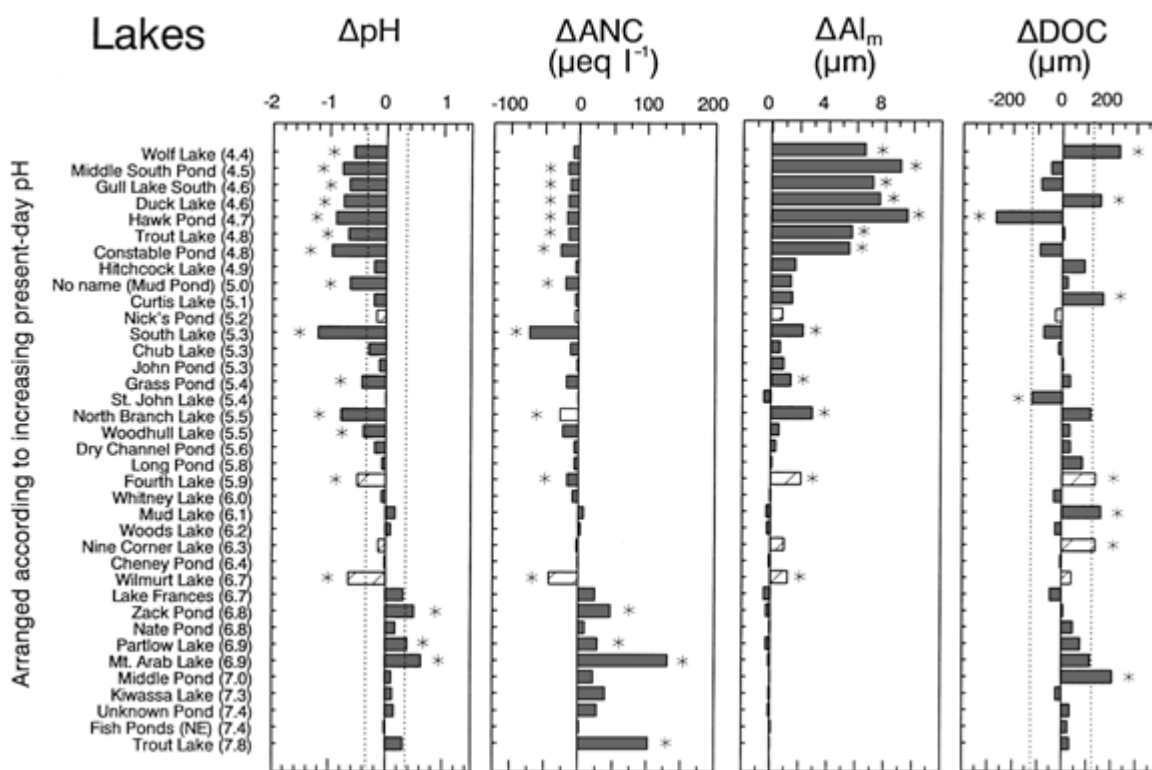 Lakes
ΔpH
ΔANC
(μeq l⁻¹)
ΔAlₘ
(μm)
ΔDOC
(μm)
-2 -1 0 1
-100 0 100 200
0 4 8
-200 0 200
Arranged according to increasing present-day pH
Wolf Lake (4.4) * * *
Middle South Pond (4.5) * * *
Gull Lake South (4.6) * * *
Duck Lake (4.6) * * * *
Hawk Pond (4.7) * * * *
Trout Lake (4.8) * * *
Constable Pond (4.8) * * *
Hitchcock Lake (4.9)
No name (Mud Pond) (5.0) * *
Curtis Lake (5.1) *
Nick's Pond (5.2)
South Lake (5.3) * * *
Chub Lake (5.3)
John Pond (5.3)
Grass Pond (5.4) * *
St. John Lake (5.4) *
North Branch Lake (5.5) * * *
Woodhull Lake (5.5) *
Dry Channel Pond (5.6)
Long Pond (5.8)
Fourth Lake (5.9) * * * *
Whitney Lake (6.0)
Mud Lake (6.1) *
Woods Lake (6.2)
Nine Corner Lake (6.3) *
Cheney Pond (6.4)
Wilmurt Lake (6.7) * * *
Lake Frances (6.7)
Zack Pond (6.8) * *
Nate Pond (6.8)
Partlow Lake (6.9) * *
Mt. Arab Lake (6.9) * *
Middle Pond (7.0) *
Kiwassa Lake (7.3)
Unknown Pond (7.4)
Fish Ponds (NE) (7.4)
Trout Lake (7.8) *